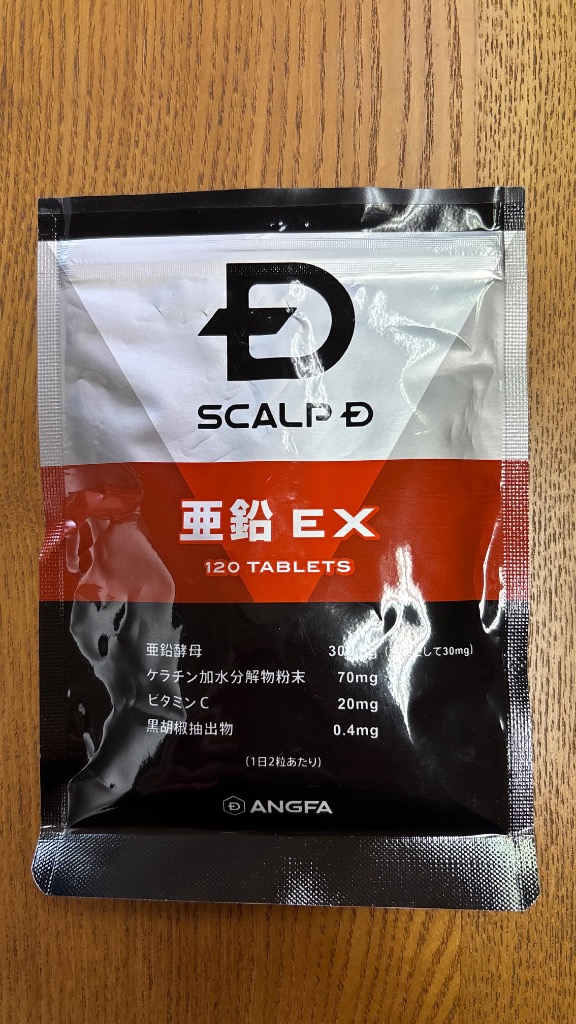 SCALP D
亜鉛 EX
120 TABLETS
亜鉛酵母 して30mg)
ケラチン加水分解物粉末 70mg
ビタミンC 20mg
黒胡椒抽出物 0.4mg
(1日2粒あたり)
ANGFA